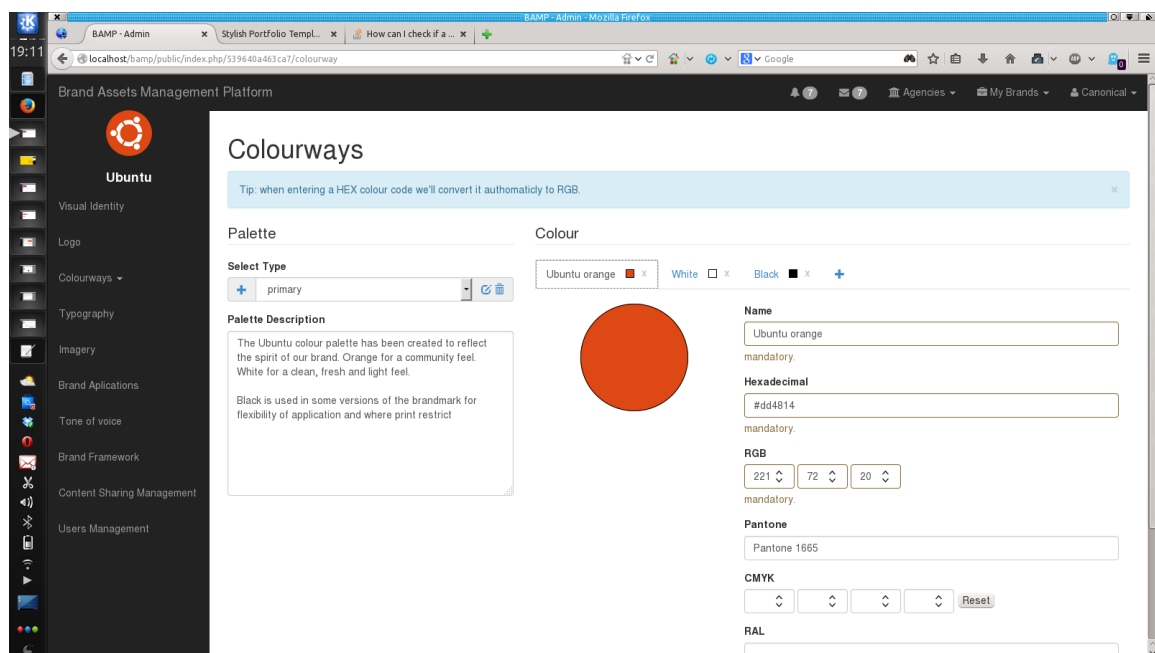 BAMP - Admin - Mozilla Firefox
BAMP - Admin
Stylish Portfolio Templ...
How can I check if a ...
19:11
localhost/bamp/public/index.php/539640a463ca7/colourway
Google
0
Brand Assets Management Platform
7
7
Agencies
My Brands
Canonical
Ubuntu
Visual Identity
Logo
Colourways
Typography
Imagery
Brand Aplications
Tone of voice
Brand Framework
Content Sharing Management
Users Management
Colourways
Tip: when entering a HEX colour code we'll convert it authomaticly to RGB.
×
Palette
Select Type
primary
Palette Description
The Ubuntu colour palette has been created to reflect
the spirit of our brand. Orange for a community feel.
White for a clean, fresh and light feel.
Black is used in some versions of the brandmark for
flexibility of application and where print restrict
Colour
Ubuntu orange x
White x
Black x
Name
Ubuntu orange
mandatory.
Hexadecimal
#dd4814
mandatory.
RGB
221 72 20
mandatory.
Pantone
Pantone 1665
CMYK
Reset
RAL